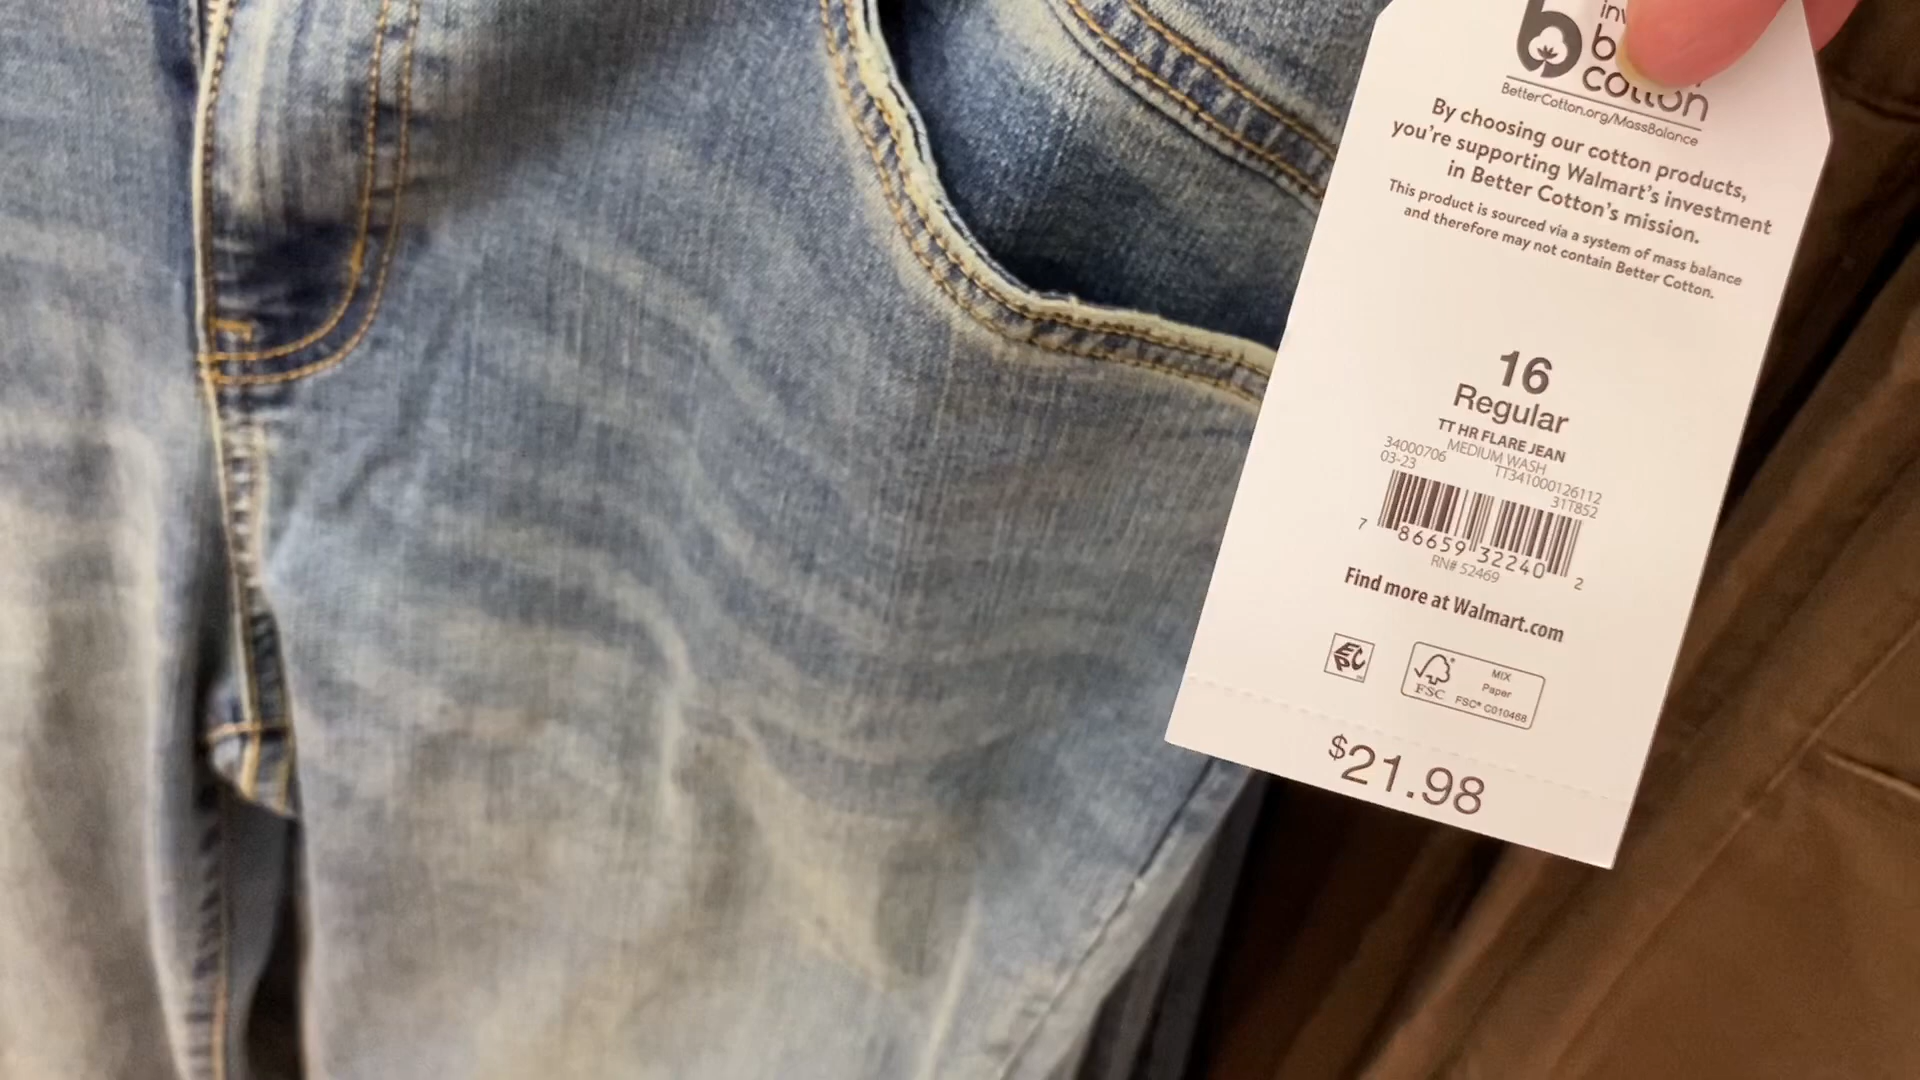 b
cotton
BetterCotton.org/MassBalance
By choosing our cotton products,
you're supporting Walmart's investment
in Better Cotton's mission.
This product is sourced via a system of mass balance
and therefore may not contain Better Cotton.
16
Regular
TT HR FLARE JEAN
34000706 MEDIUM WASH
03-23 TT341000126112
31T852
7 86659 32240 2
RN# 52469
Find more at Walmart.com
EPC
FSC
MIX
Paper
FSC® C010468
$21.98